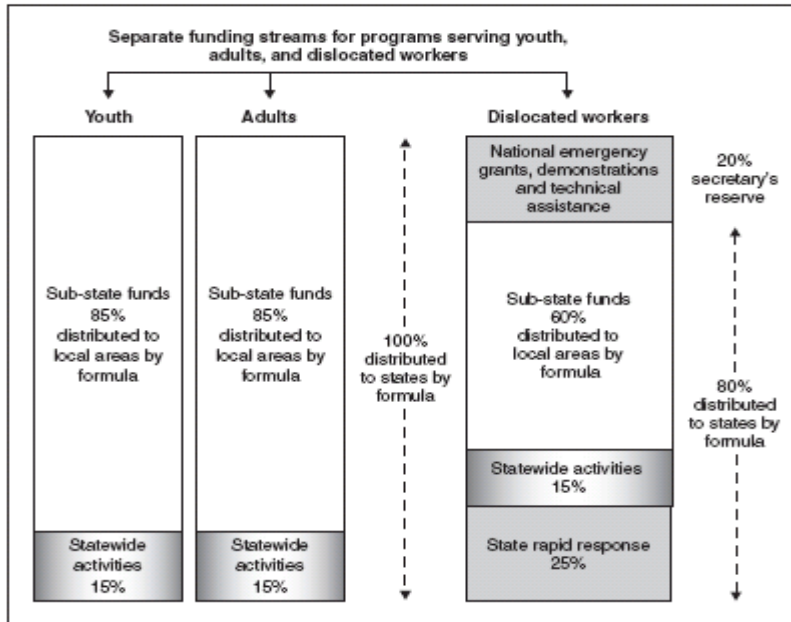 Separate funding streams for programs serving youth,
adults, and dislocated workers
Youth
Adults
Dislocated workers
Sub-state funds
85%
distributed to
local areas by
formula
Statewide
activities
15%
Sub-state funds
85%
distributed to
local areas by
formula
Statewide
activities
15%
100%
distributed
to states by
formula
National emergency
grants, demonstrations
and technical
assistance
Sub-state funds
60%
distributed to
local areas by
formula
Statewide activities
15%
State rapid response
25%
20%
secretary's
reserve
80%
distributed
to states by
formula